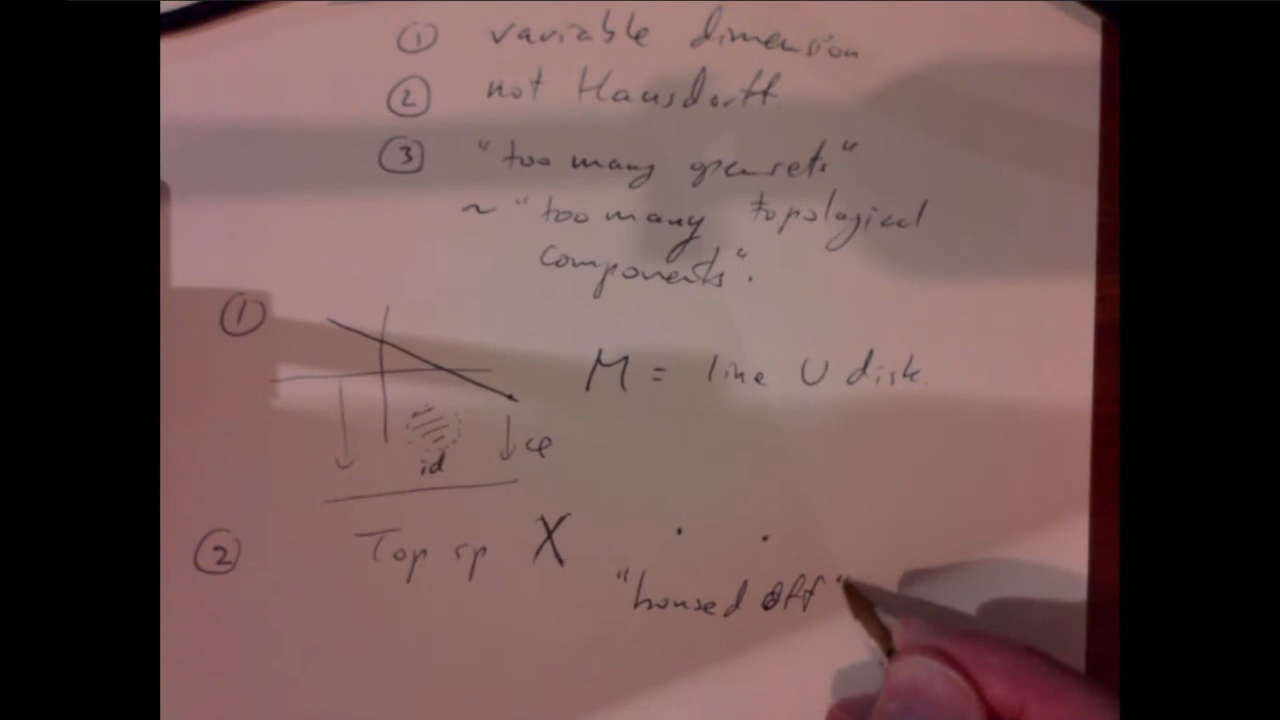 ① variable dimension
② not Hausdorff
③ "too many opensets"
~ "too many topological
components".
①
M = line ∪ disk
φ
id
② Top sp X
"housed off"